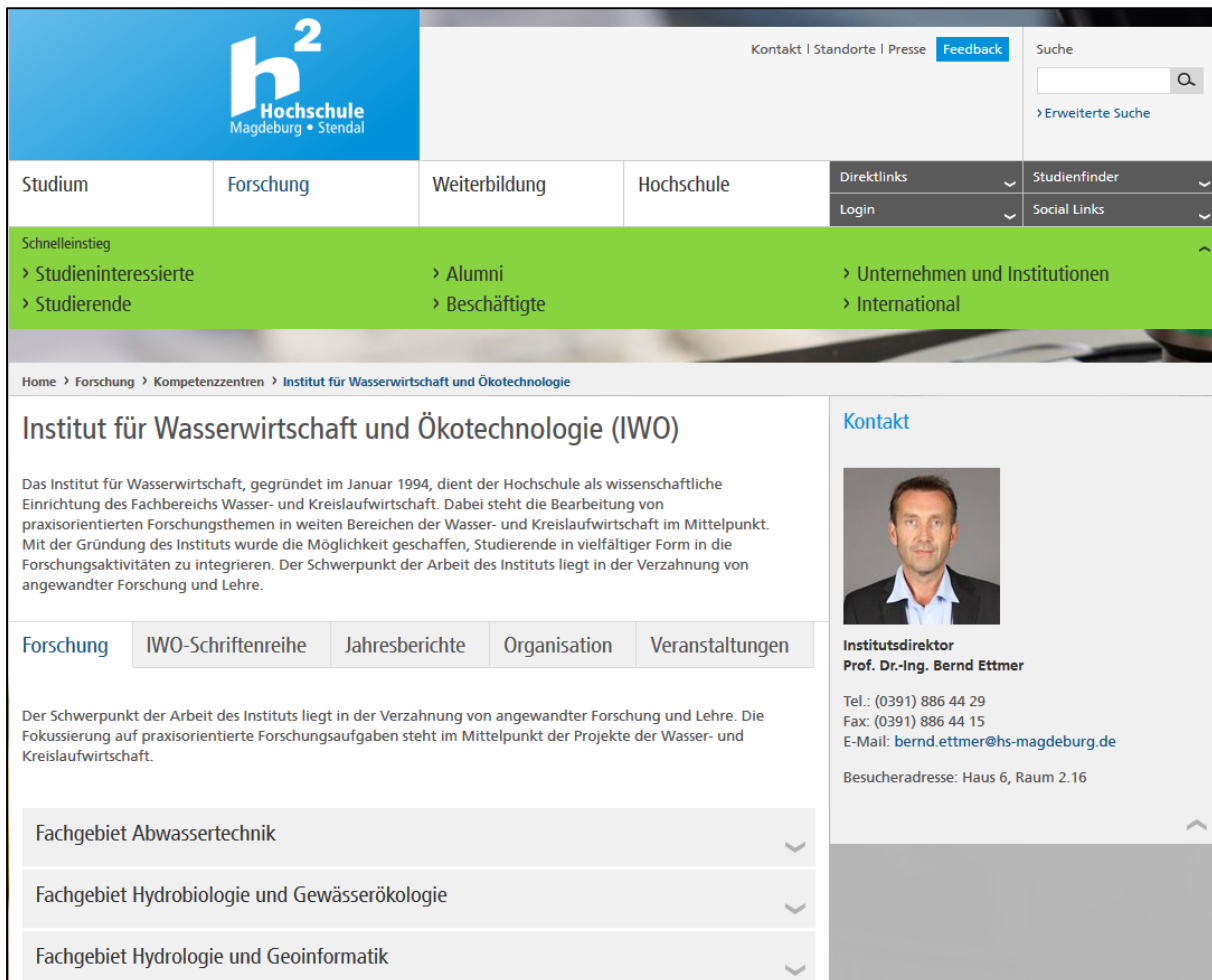 h2
Hochschule
Magdeburg • Stendal
Kontakt | Standorte | Presse Feedback
Suche
› Erweiterte Suche
Studium
Forschung
Weiterbildung
Hochschule
Direktlinks
Studienfinder
Login
Social Links
Schnelleinstieg
› Studieninteressierte
› Alumni
› Unternehmen und Institutionen
› Studierende
› Beschäftigte
› International
Home › Forschung › Kompetenzzentren › Institut für Wasserwirtschaft und Ökotechnologie
Institut für Wasserwirtschaft und Ökotechnologie (IWO)
Das Institut für Wasserwirtschaft, gegründet im Januar 1994, dient der Hochschule als wissenschaftliche
Einrichtung des Fachbereichs Wasser- und Kreislaufwirtschaft. Dabei steht die Bearbeitung von
praxisorientierten Forschungsthemen in weiten Bereichen der Wasser- und Kreislaufwirtschaft im Mittelpunkt.
Mit der Gründung des Instituts wurde die Möglichkeit geschaffen, Studierende in vielfältiger Form in die
Forschungsaktivitäten zu integrieren. Der Schwerpunkt der Arbeit des Instituts liegt in der Verzahnung von
angewandter Forschung und Lehre.
Forschung
IWO-Schriftenreihe
Jahresberichte
Organisation
Veranstaltungen
Der Schwerpunkt der Arbeit des Instituts liegt in der Verzahnung von angewandter Forschung und Lehre. Die
Fokussierung auf praxisorientierte Forschungsaufgaben steht im Mittelpunkt der Projekte der Wasser- und
Kreislaufwirtschaft.
Fachgebiet Abwassertechnik
Fachgebiet Hydrobiologie und Gewässerökologie
Fachgebiet Hydrologie und Geoinformatik
Kontakt
Institutsdirektor
Prof. Dr.-Ing. Bernd Ettmer
Tel.: (0391) 886 44 29
Fax: (0391) 886 44 15
E-Mail: bernd.ettmer@hs-magdeburg.de
Besucheradresse: Haus 6, Raum 2.16